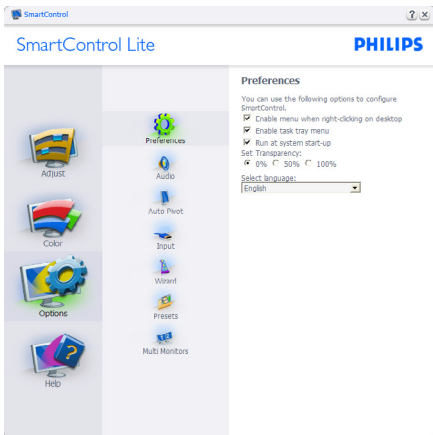 SmartControl
SmartControl Lite
PHILIPS
Adjust
Color
Options
Help
Preferences
Audio
Auto Pivot
Input
Wizard
Presets
Multi Monitors
Preferences
You can use the following options to configure
SmartControl.
Enable menu when right-clicking on desktop
Enable task tray menu
Run at system start-up
Set Transparency:
0% 50% 100%
Select language:
English